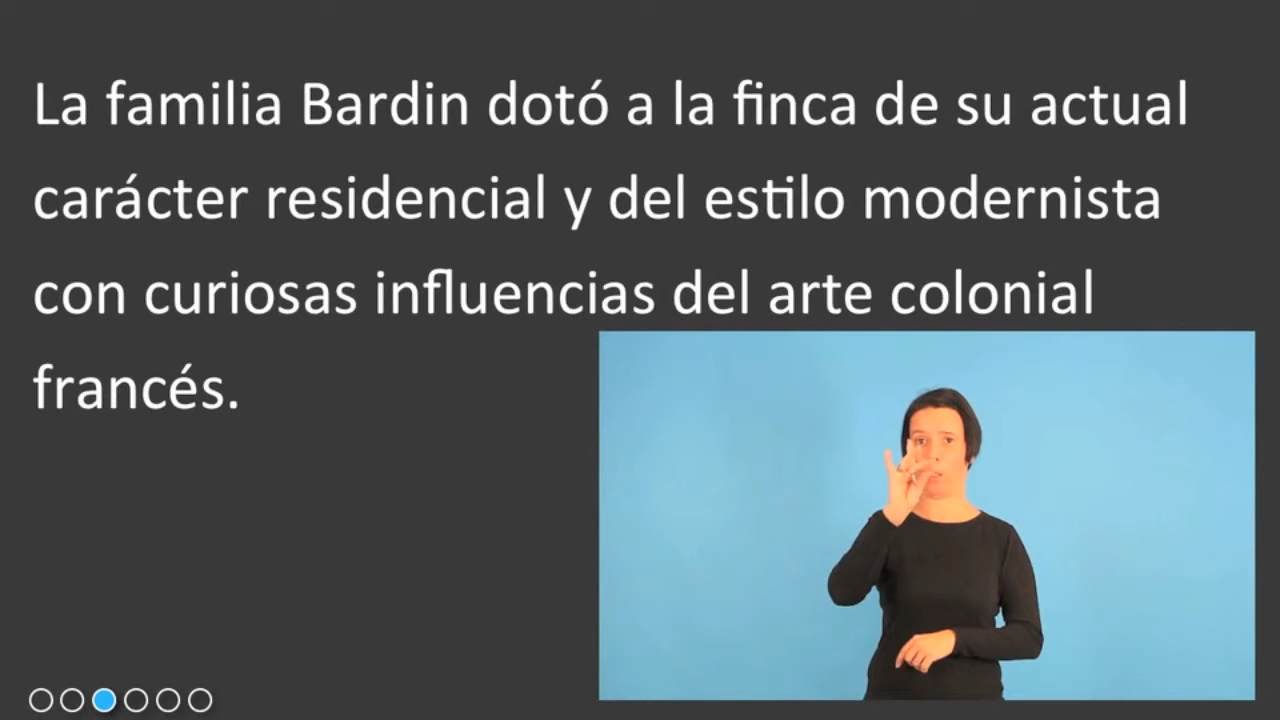 La familia Bardin dotó a la finca de su actual
carácter residencial y del estilo modernista
con curiosas influencias del arte colonial
francés.